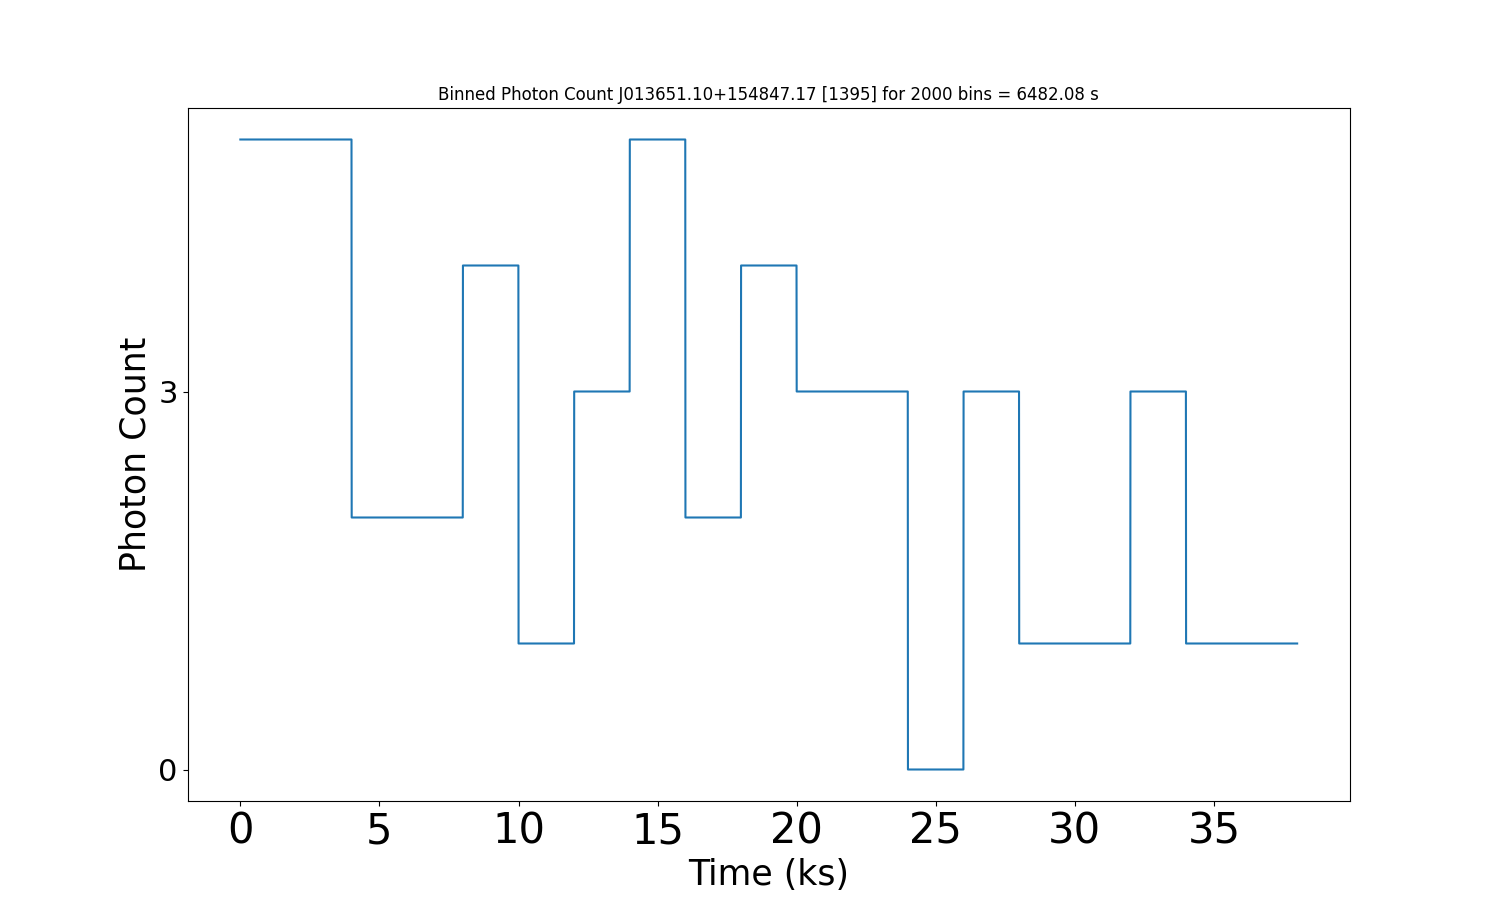 Binned Photon Count J013651.10+154847.17 [1395] for 2000 bins = 6482.08 s
Photon Count
3
0
0 5 10 15 20 25 30 35
Time (ks)